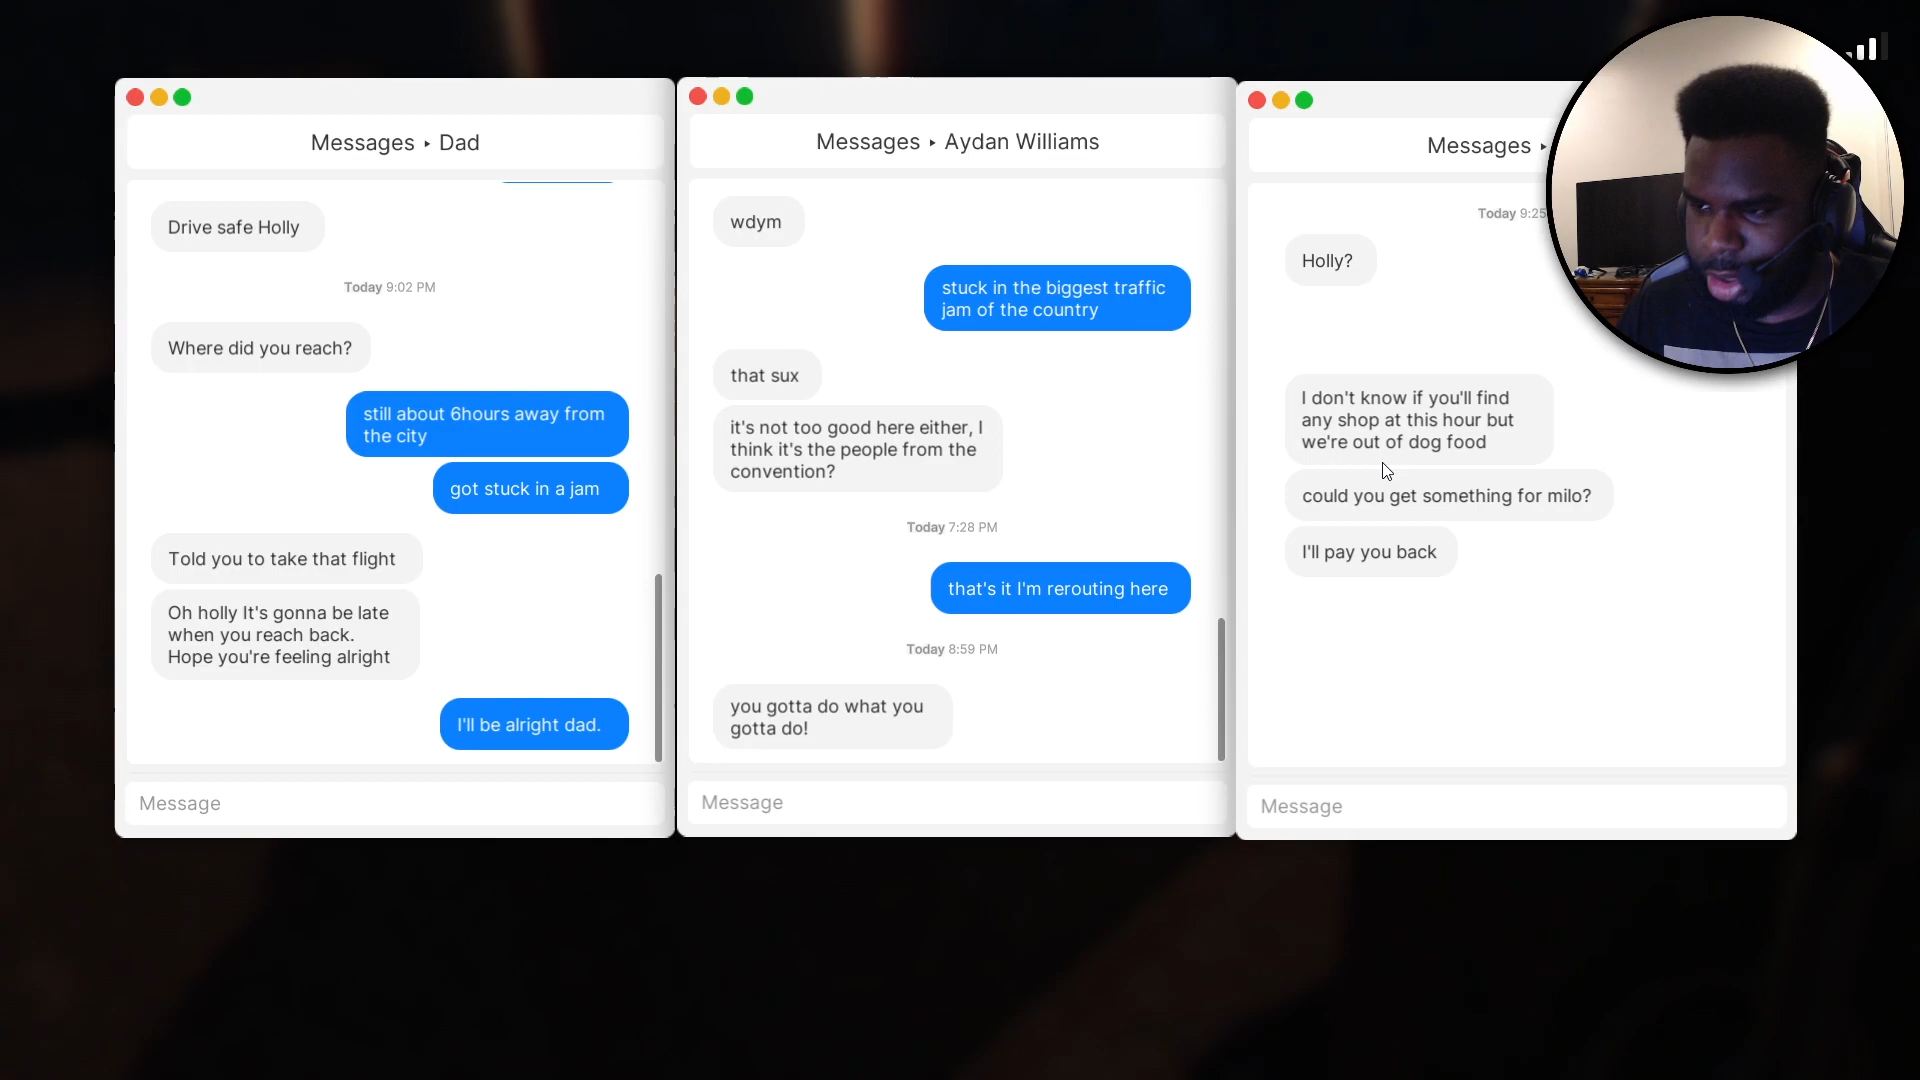 Messages ‣ Dad
Drive safe Holly
Today 9:02 PM
Where did you reach?
still about 6hours away from
the city
got stuck in a jam
Told you to take that flight
Oh holly It's gonna be late
when you reach back.
Hope you're feeling alright
I'll be alright dad.
Message
Messages ‣ Aydan Williams
wdym
stuck in the biggest traffic
jam of the country
that sux
it's not too good here either, I
think it's the people from the
convention?
Today 7:28 PM
that's it I'm rerouting here
Today 8:59 PM
you gotta do what you
gotta do!
Message
Messages ‣
Today 9:25
Holly?
I don't know if you'll find
any shop at this hour but
we're out of dog food
could you get something for milo?
I'll pay you back
Message